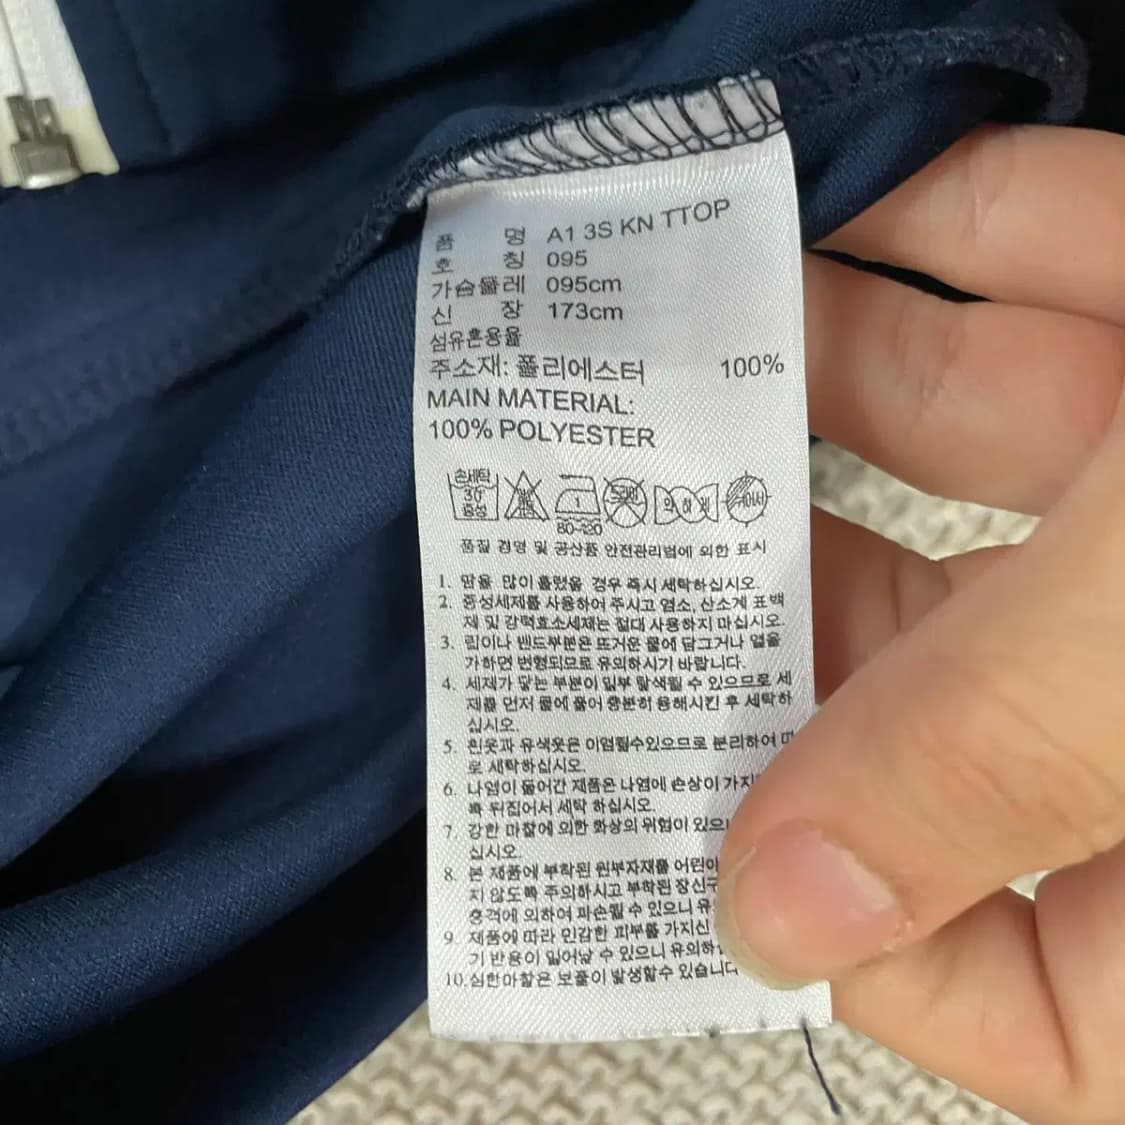 품 명 A1 3S KN TTOP
호 칭 095
가슴둘레 095cm
신 장 173cm
섬유혼용율
주소재: 폴리에스터 100%
MAIN MATERIAL:
100% POLYESTER
손세탁
30
중성
80~120
품질 경영 및 공산품 안전관리법에 의한 표시
1. 땀을 많이 흘렸을 경우 즉시 세탁하십시오.
2. 중성세제를 사용하여 주시고 염소, 산소계 표백
제 및 강력효소세제는 절대 사용하지 마십시오.
3. 립이나 밴드부분은 뜨거운 물에 담그거나 열을
가하면 변형되므로 유의하시기 바랍니다.
4. 세제가 닿는 부분이 일부 탈색될 수 있으므로 세
제를 먼저 물에 풀어 충분히 용해시킨 후 세탁하
십시오.
5. 흰옷과 유색옷은 이염될수있으므로 분리하여 따
로 세탁하십시오.
6. 나염이 들어간 제품은 나염에 손상이 가지
록 뒤집어서 세탁 하십시오.
7. 강한 마찰에 의한 화상의 위험이 있으니
십시오.
8. 본 제품에 부착된 원부자재를 어린아
지 않도록 주의하시고 부착된 장신구
충격에 의하여 파손될 수 있으니 유
9. 제품에 따라 민감한 피부를 가지신
기 반응이 일어날 수 있으니 유의하
10. 심한마찰은 보풀이 발생할수 있습니다